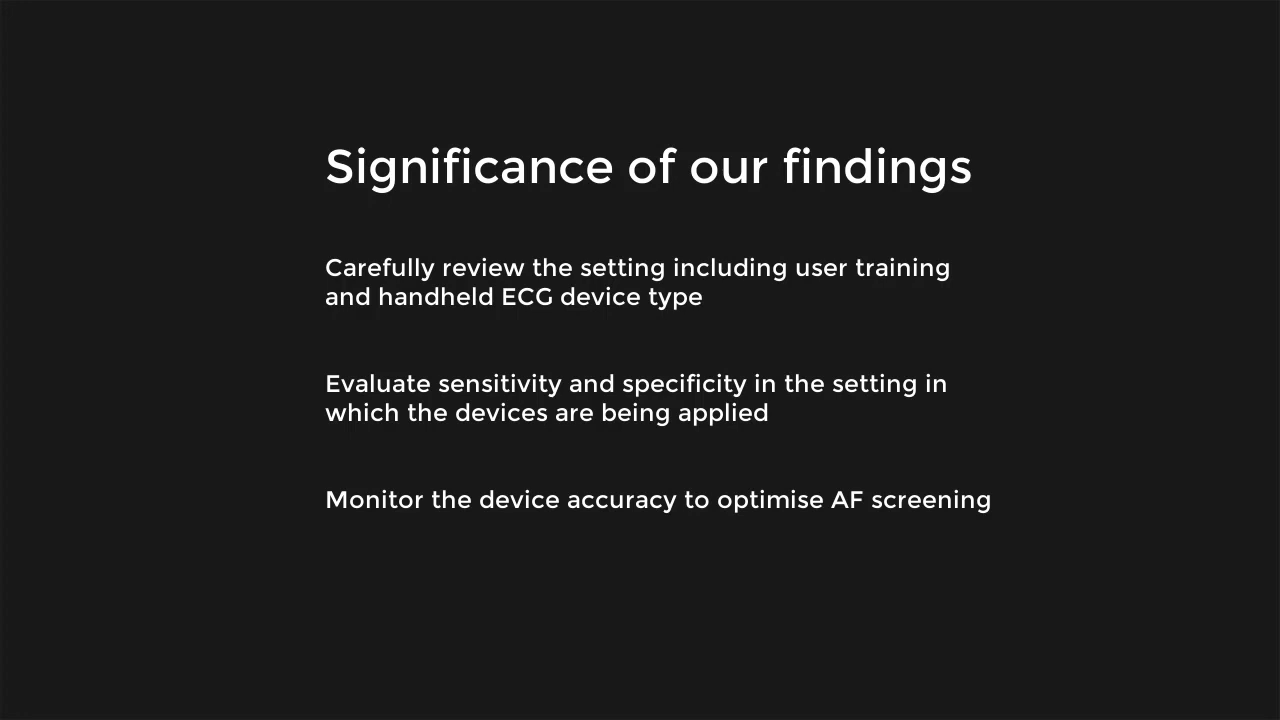 Significance of our findings
Carefully review the setting including user training
and handheld ECG device type
Evaluate sensitivity and specificity in the setting in
which the devices are being applied
Monitor the device accuracy to optimise AF screening